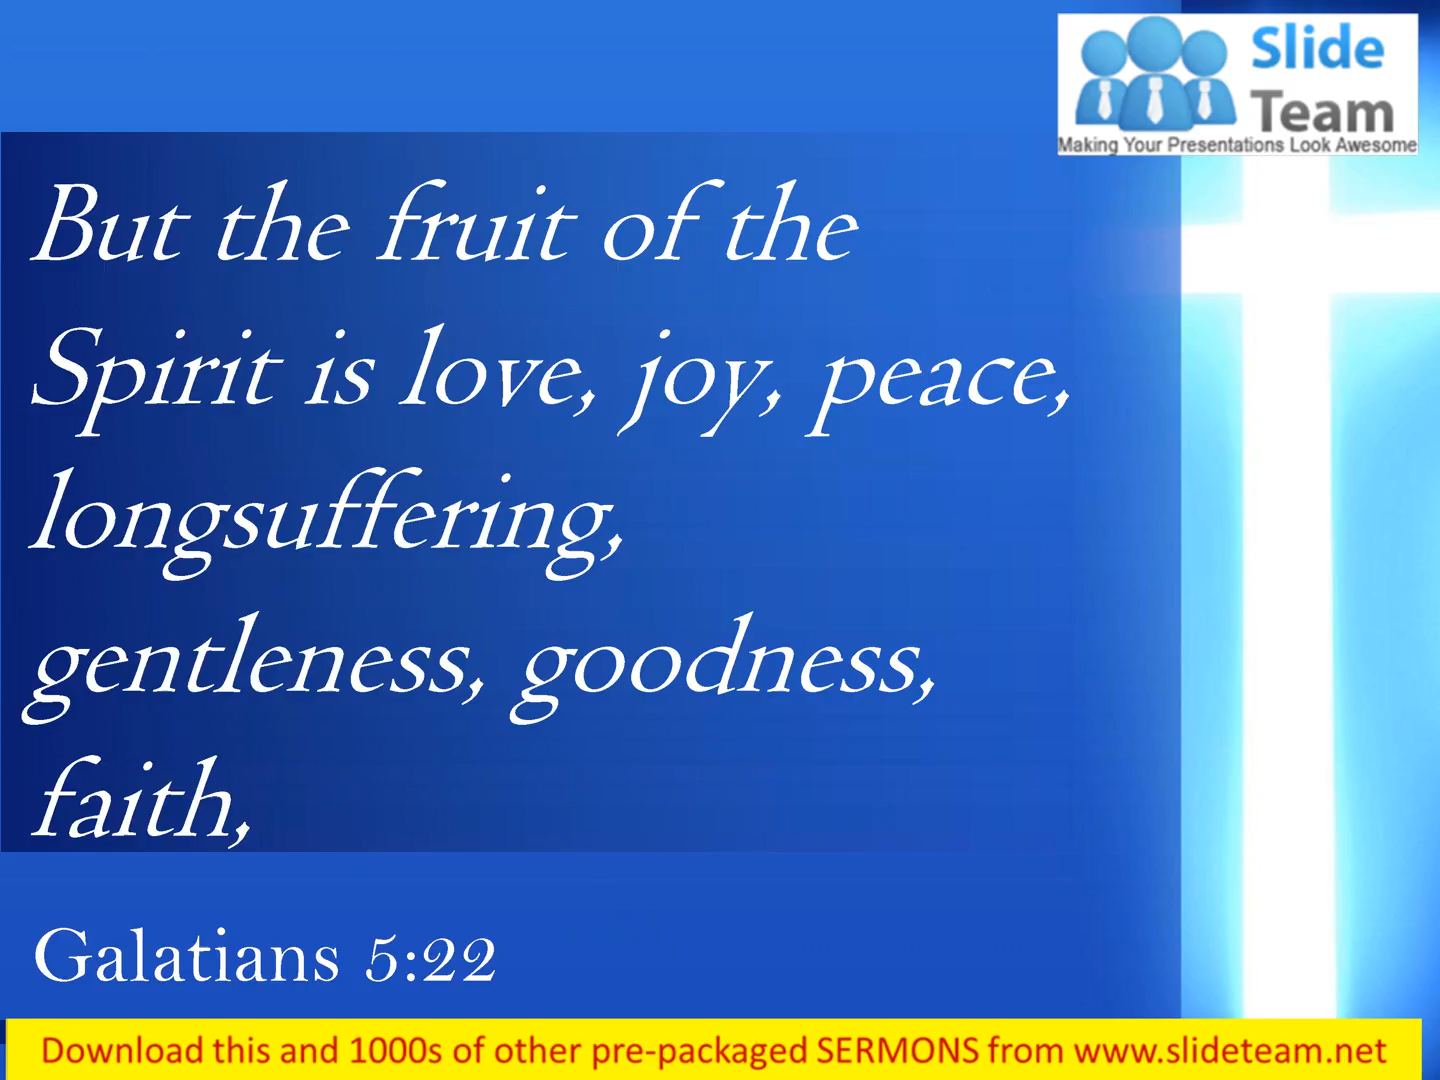 Slide
Team
Making Your Presentations Look Awesome
But the fruit of the
Spirit is love, joy, peace,
longsuffering,
gentleness, goodness,
faith,
Galatians 5:22
Download this and 1000s of other pre-packaged SERMONS from www.slideteam.net